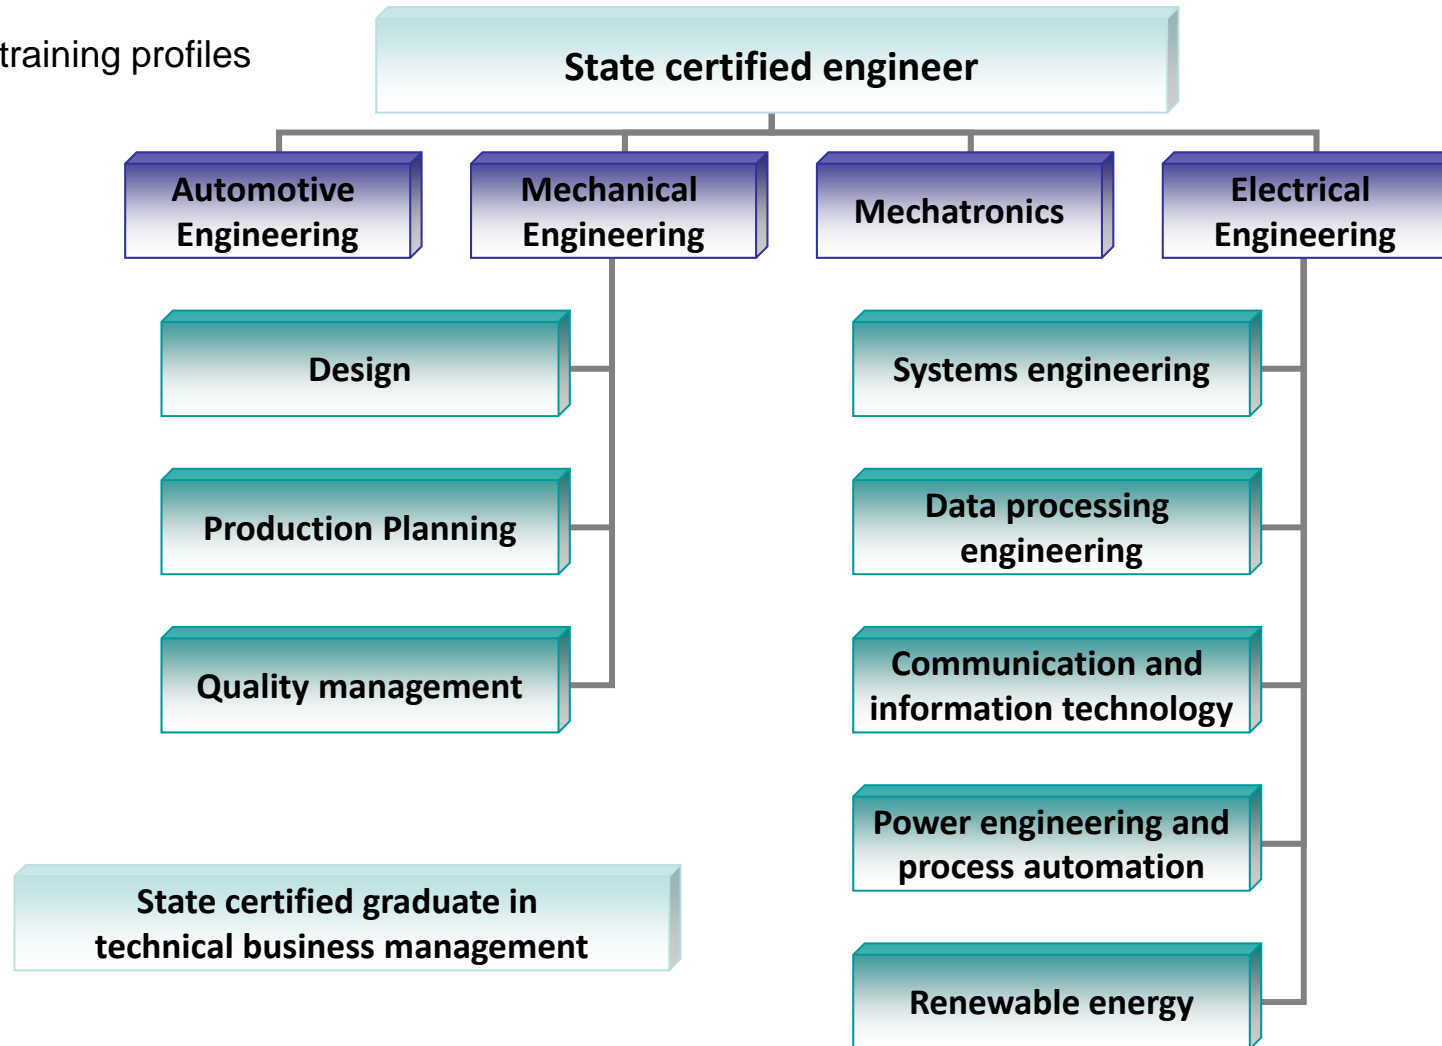 training profiles
State certified engineer
Automotive
Engineering
Mechanical
Engineering
Mechatronics
Electrical
Engineering
Design
Production Planning
Quality management
Systems engineering
Data processing
engineering
Communication and
information technology
Power engineering and
process automation
Renewable energy
State certified graduate in
technical business management